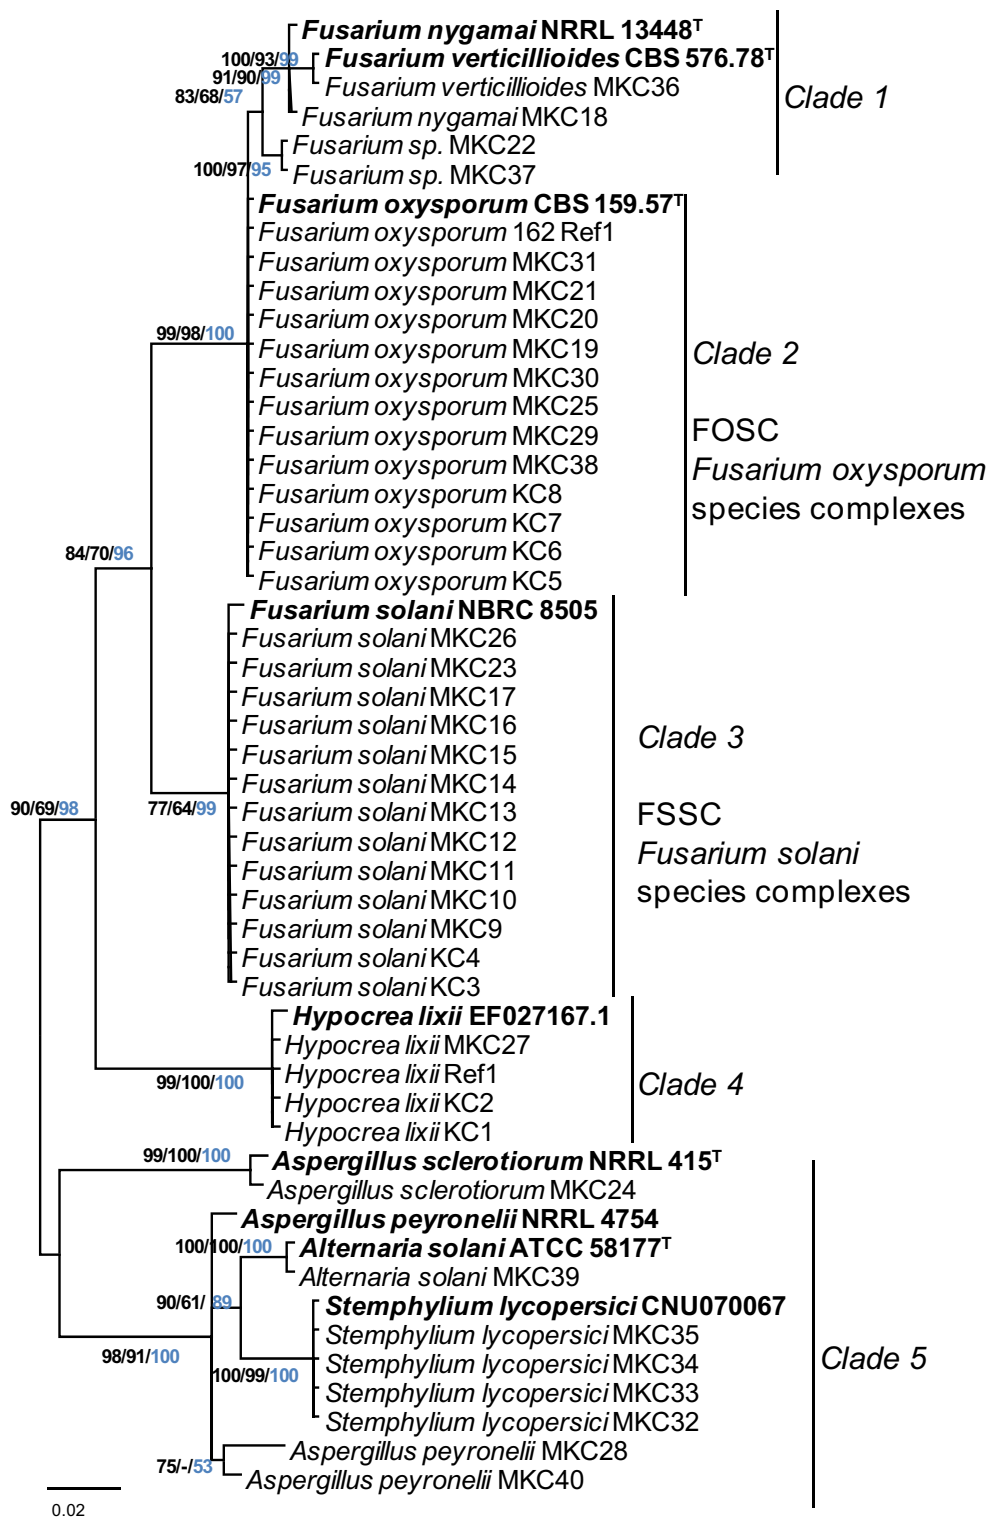 Fusarium nygamai NRRL 13448T
100/93/99
Fusarium verticillioides CBS 576.78T
91/90/99
Fusarium verticillioides MKC36
83/68/57
Clade 1
Fusarium nygamai MKC18
Fusarium sp. MKC22
100/97/95
Fusarium sp. MKC37
Fusarium oxysporum CBS 159.57T
Fusarium oxysporum 162 Ref1
Fusarium oxysporum MKC31
Fusarium oxysporum MKC21
Fusarium oxysporum MKC20
99/98/100
Fusarium oxysporum MKC19
Clade 2
Fusarium oxysporum MKC30
Fusarium oxysporum MKC25
Fusarium oxysporum MKC29
FOSC
Fusarium oxysporum MKC38
Fusarium oxysporum
Fusarium oxysporum KC8
species complexes
Fusarium oxysporum KC7
84/70/96
Fusarium oxysporum KC6
Fusarium oxysporum KC5
Fusarium solani NBRC 8505
Fusarium solani MKC26
Fusarium solani MKC23
Fusarium solani MKC17
Fusarium solani MKC16
Clade 3
Fusarium solani MKC15
Fusarium solani MKC14
90/69/98
77/64/99
Fusarium solani MKC13
FSSC
Fusarium solani MKC12
Fusarium solani
Fusarium solani MKC11
species complexes
Fusarium solani MKC10
Fusarium solani MKC9
Fusarium solani KC4
Fusarium solani KC3
Hypocrea lixii EF027167.1
Hypocrea lixii MKC27
99/100/100
Hypocrea lixii Ref1
Clade 4
Hypocrea lixii KC2
Hypocrea lixii KC1
99/100/100
Aspergillus sclerotiorum NRRL 415T
Aspergillus sclerotiorum MKC24
Aspergillus peyronelii NRRL 4754
100/100/100
Alternaria solani ATCC 58177T
Alternaria solani MKC39
90/61/ 89
Stemphylium lycopersici CNU070067
Stemphylium lycopersici MKC35
98/91/100
Clade 5
Stemphylium lycopersici MKC34
100/99/100
Stemphylium lycopersici MKC33
Stemphylium lycopersici MKC32
Aspergillus peyronelii MKC28
75/-/53
Aspergillus peyronelii MKC40
0.02